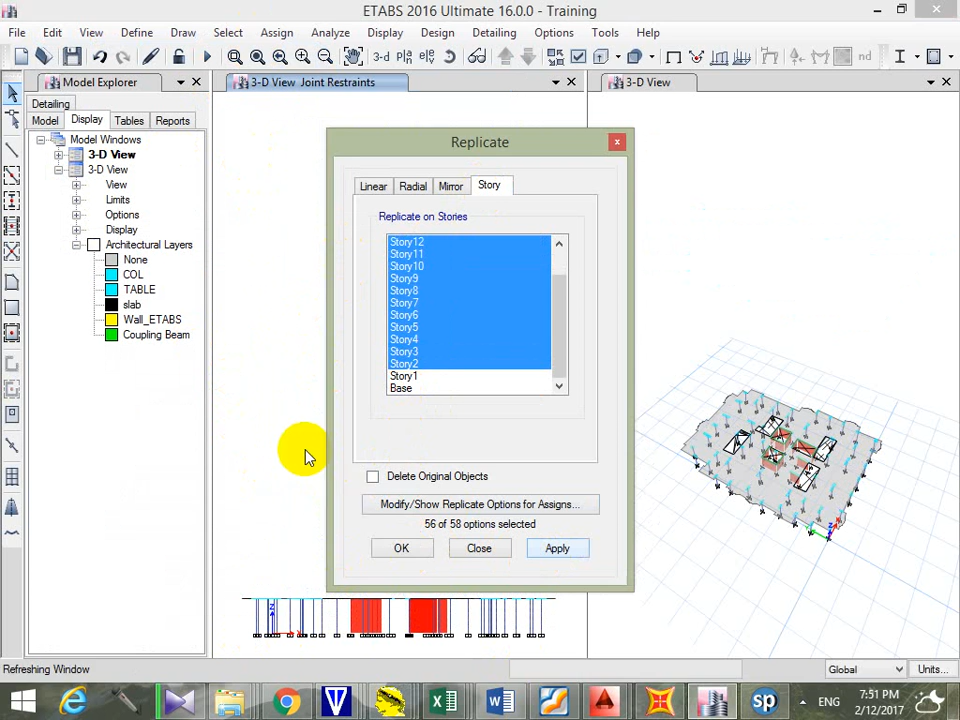 ETABS 2016 Ultimate 16.0.0 - Training
File Edit View Define Draw Select Assign Analyze Display Design Detailing Options Tools Help
3-d pla ele nd
Model Explorer
3-D View Joint Restraints
3-D View
Detailing
Model Display Tables Reports
Model Windows
3-D View
3-D View
View
Limits
Options
Display
Architectural Layers
None
COL
TABLE
slab
Wall_ETABS
Coupling Beam
Replicate
Linear Radial Mirror Story
Replicate on Stories
Story12
Story11
Story10
Story9
Story8
Story7
Story6
Story5
Story4
Story3
Story2
Story1
Base
Delete Original Objects
Modify/Show Replicate Options for Assigns...
56 of 58 options selected
OK Close Apply
Refreshing Window
Global
Units...
ENG
7:51 PM
2/12/2017